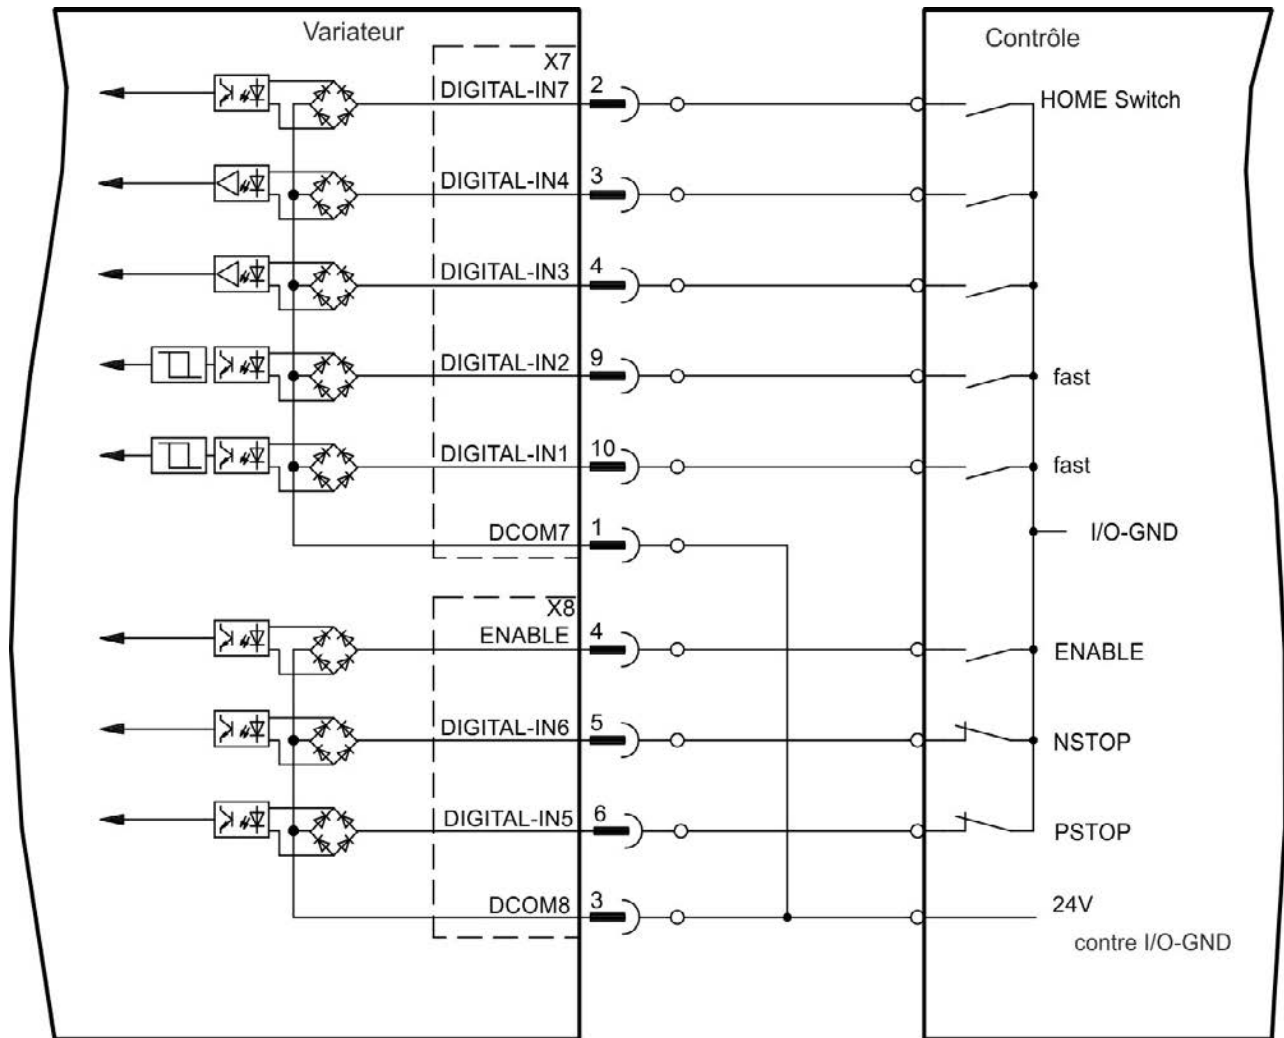 Variateur
Contrôle
X7
DIGITAL-IN7 2
HOME Switch
DIGITAL-IN4 3
DIGITAL-IN3 4
DIGITAL-IN2 9
fast
DIGITAL-IN1 10
fast
DCOM7 1
I/O-GND
X8
ENABLE 4
ENABLE
DIGITAL-IN6 5
NSTOP
DIGITAL-IN5 6
PSTOP
DCOM8 3
24V
contre I/O-GND